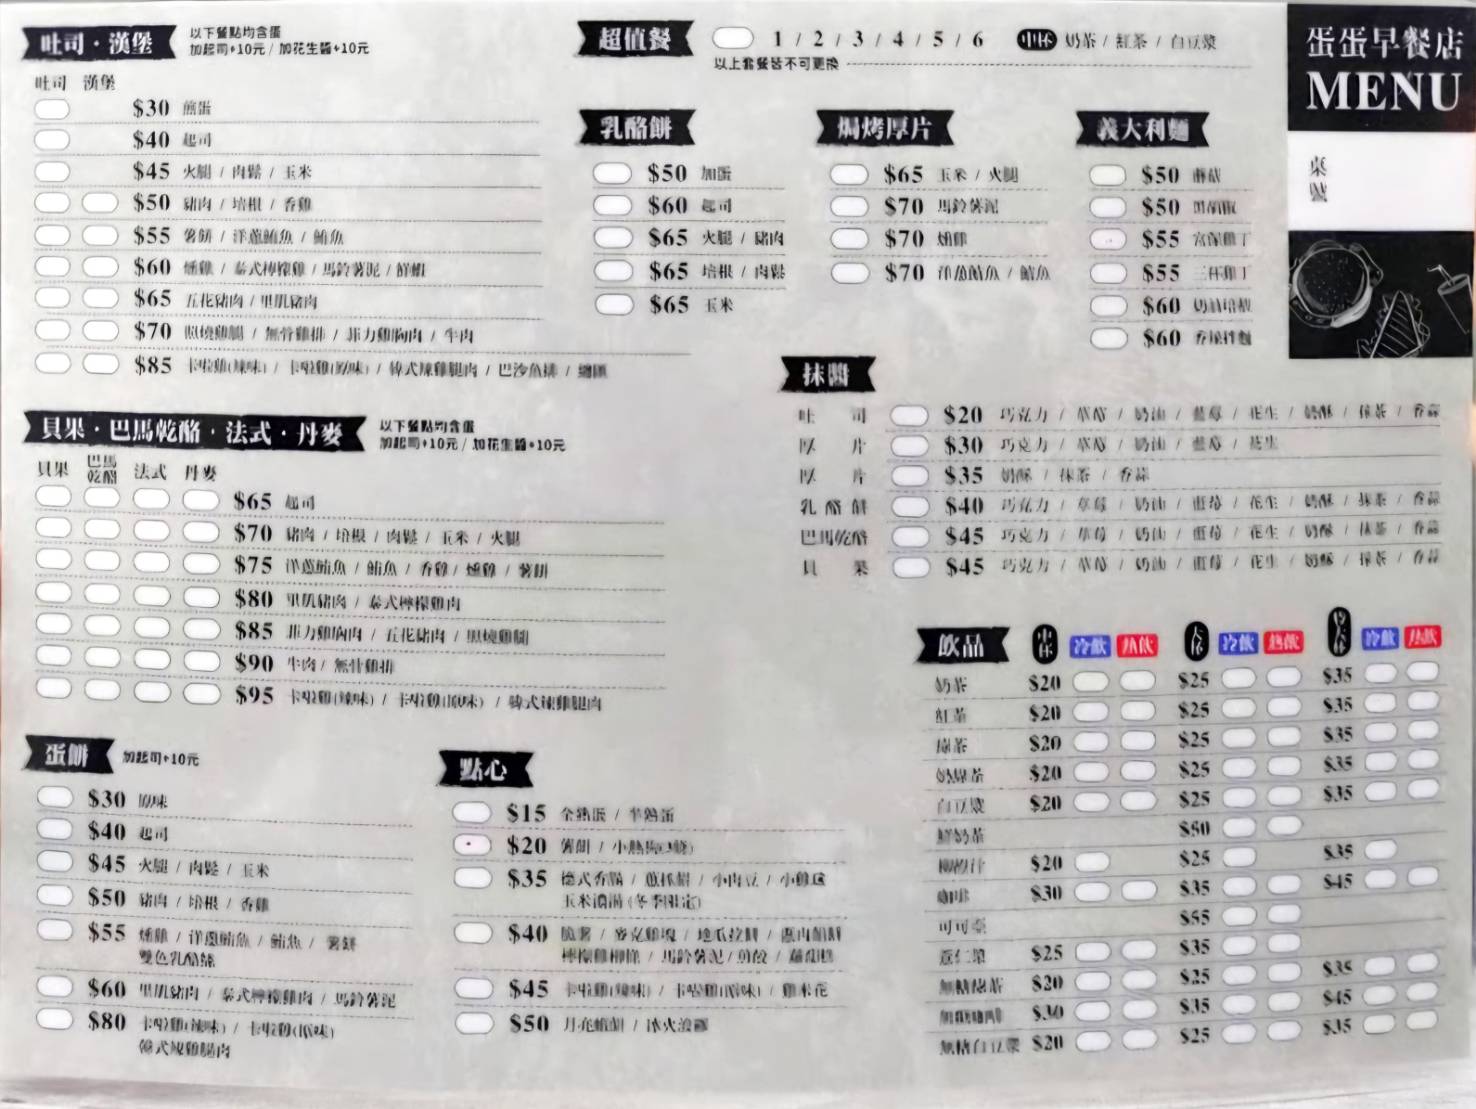 吐司·漢堡
以下餐點均含蛋
加起司+10元 / 加花生醬+10元
吐司 漢堡
$30 煎蛋
$40 起司
$45 火腿 / 肉鬆 / 玉米
$50 豬肉 / 培根 / 香雞
$55 薯餅 / 洋蔥鮪魚 / 鮪魚
$60 燻雞 / 泰式檸檬雞 / 馬鈴薯泥 / 鮮蝦
$65 五花豬肉 / 里肌豬肉
$70 照燒雞腿 / 無骨雞排 / 菲力雞胸肉 / 牛肉
$85 卡啦雞(辣味) / 卡啦雞(原味) / 韓式辣雞腿肉 / 巴沙魚排 / 總匯
貝果·巴馬乾酪·法式·丹麥
以下餐點均含蛋
加起司+10元 / 加花生醬+10元
貝果 巴馬乾酪 法式 丹麥
$65 起司
$70 豬肉 / 培根 / 肉鬆 / 玉米 / 火腿
$75 洋蔥鮪魚 / 鮪魚 / 香雞 / 燻雞 / 薯餅
$80 里肌豬肉 / 泰式檸檬雞肉
$85 菲力雞胸肉 / 五花豬肉 / 照燒雞腿
$90 牛肉 / 無骨雞排
$95 卡啦雞(辣味) / 卡啦雞(原味) / 韓式辣雞腿肉
蛋餅
加起司+10元
$30 原味
$40 起司
$45 火腿 / 肉鬆 / 玉米
$50 豬肉 / 培根 / 香雞
$55 燻雞 / 洋蔥鮪魚 / 鮪魚 / 薯餅
雙色乳酪絲
$60 里肌豬肉 / 泰式檸檬雞肉 / 馬鈴薯泥
$80 卡啦雞(辣味) / 卡啦雞(原味)
韓式辣雞腿肉
點心
$15 全熟蛋 / 半熟蛋
$20 薯餅 / 小熱狗(3條)
$35 德式香腸 / 蔥抓餅 / 小肉豆 / 小雞球
玉米濃湯(冬季限定)
$40 脆薯 / 麥克雞塊 / 地瓜拉餅
檸檬雞柳條 / 馬鈴薯泥 / 蘿蔔糕
$45 卡啦雞(辣味) / 卡啦雞(原味) / 雞米花
$50 月亮蝦餅 / 冰火菠蘿
超值餐
1 / 2 / 3 / 4 / 5 / 6 中杯 奶茶 / 紅茶 / 白豆漿
以上套餐皆不可更換
乳酪餅
$50 加蛋
$60 起司
$65 火腿 / 豬肉
$65 培根 / 肉鬆
$65 玉米
焗烤厚片
$65 玉米 / 火腿
$70 馬鈴薯泥
$70 燻雞
$70 洋蔥鮪魚 / 鮪魚
義大利麵
$50 蘑菇
$50 黑胡椒
$55 宮保雞丁
$55 三杯雞丁
$60 奶油培根
$60 香辣拌麵
抹醬
吐司 $20 巧克力 / 草莓 / 奶油 / 藍莓 / 花生 / 奶酥 / 抹茶 / 香蒜
厚片 $30 巧克力 / 草莓 / 奶油 / 藍莓 / 花生
厚片 $35 奶酥 / 抹茶 / 香蒜
乳酪餅 $40 巧克力 / 草莓 / 奶油 / 藍莓 / 花生 / 奶酥 / 抹茶 / 香蒜
巴馬乾酪 $45 巧克力 / 草莓 / 奶油 / 藍莓 / 花生 / 奶酥 / 抹茶 / 香蒜
貝果 $45 巧克力 / 草莓 / 奶油 / 藍莓 / 花生 / 奶酥 / 抹茶 / 香蒜
飲品 中杯 冷飲 熱飲 大杯 冷飲 熱飲 特大杯 冷飲 熱飲
奶茶 $20 $25 $35
紅茶 $20 $25 $35
綠茶 $20 $25 $35
奶綠茶 $20 $25 $35
白豆漿 $20 $25 $35
鮮奶茶 $50
柳橙汁 $20 $25 $35
咖啡 $30 $35 $45
可可亞 $55
薏仁漿 $25 $35
無糖綠茶 $20 $25 $35
無糖咖啡 $30 $35 $45
無糖白豆漿 $20 $25 $35
蛋蛋早餐店
MENU
桌號